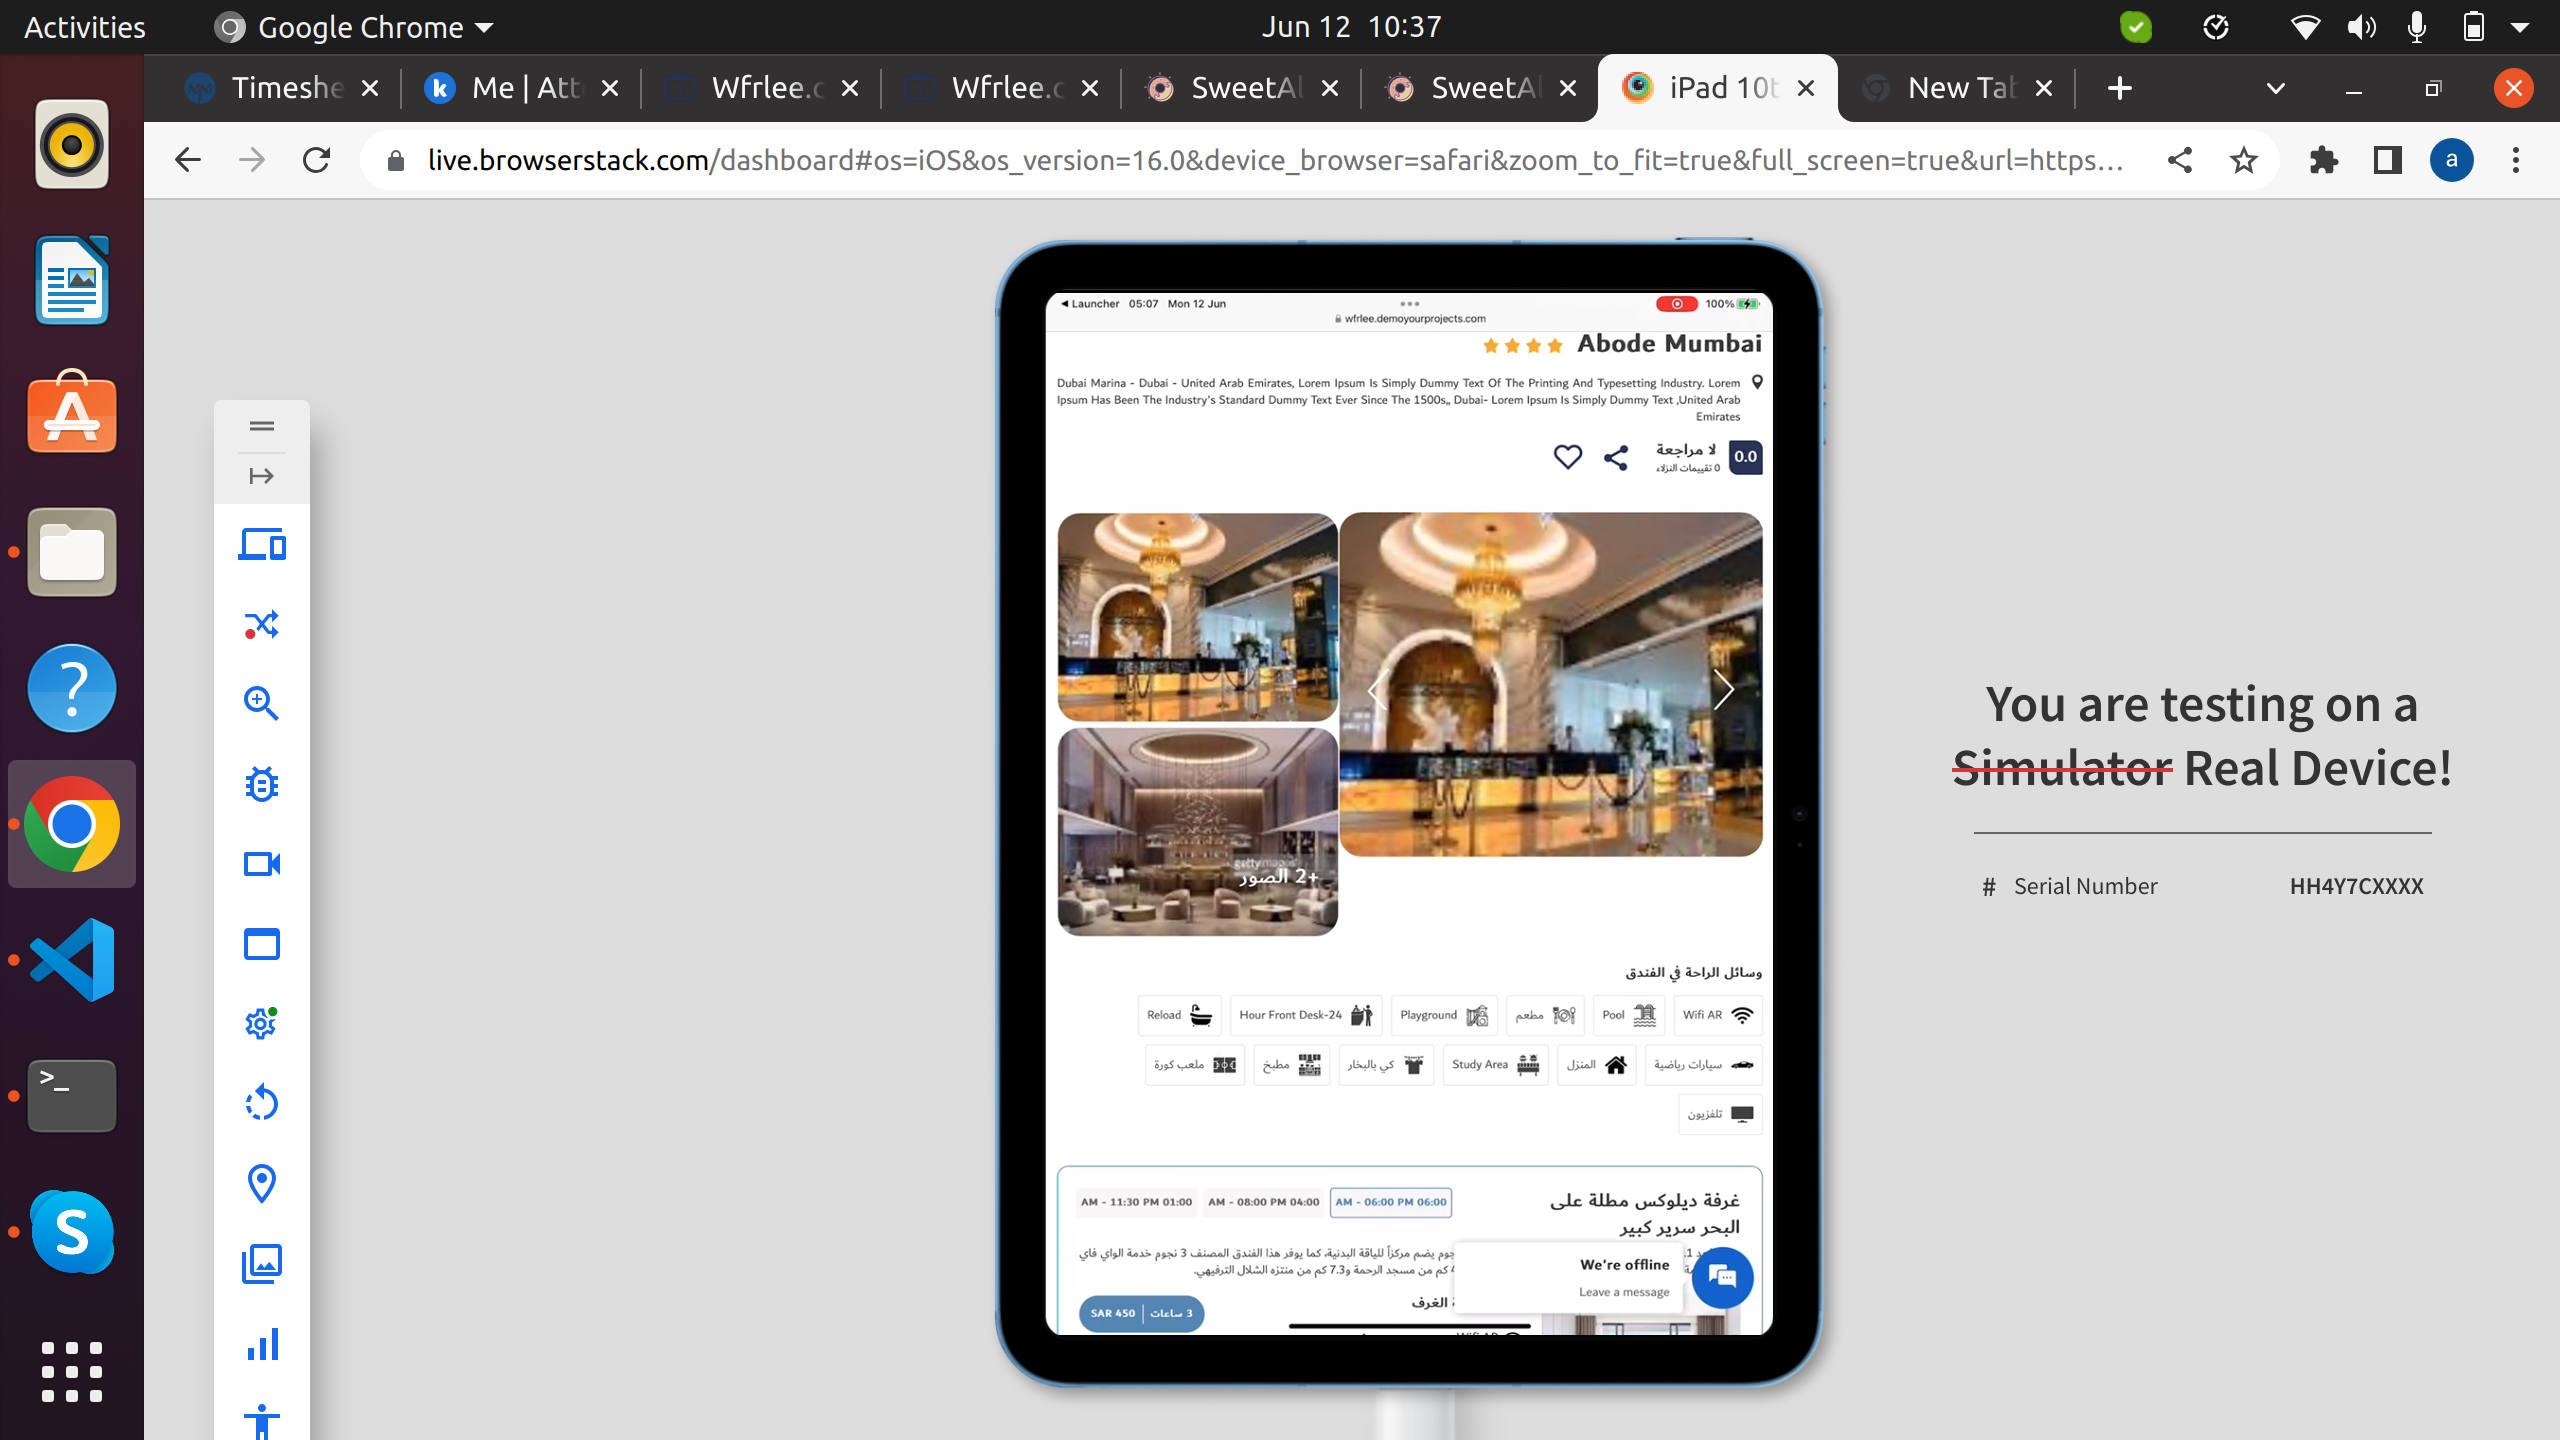 Activities
Google Chrome
Jun 12 10:37
Timeshe
Me | Att
Wfrlee.c
Wfrlee.c
SweetAl
SweetAl
iPad 10t
New Tab
live.browserstack.com/dashboard#os=iOS&os_version=16.0&device_browser=safari&zoom_to_fit=true&full_screen=true&url=https...
a
Launcher 05:07 Mon 12 Jun
100%
wfrlee.demoyourprojects.com
Abode Mumbai
Dubai Marina - Dubai - United Arab Emirates, Lorem Ipsum Is Simply Dummy Text Of The Printing And Typesetting Industry. Lorem
Ipsum Has Been The Industry's Standard Dummy Text Ever Since The 1500s,, Dubai- Lorem Ipsum Is Simply Dummy Text ,United Arab
Emirates
0.0
لا مراجعة
0 تقييمات النزلاء
gettyimages
+2 الصور
وسائل الراحة في الفندق
Wifi AR
Pool
مطعم
Playground
Hour Front Desk-24
Reload
سيارات رياضية
المنزل
Study Area
كي بالبخار
مطبخ
ملعب كورة
تلفزيون
غرفة ديلوكس مطلة على
البحر سرير كبير
AM - 06:00 PM 06:00
AM - 08:00 PM 04:00
AM - 11:30 PM 01:00
يضم مركزاً للياقة البدنية، كما يوفر هذا الفندق المصنف 3 نجوم خدمة الواي فاي
كم من مسجد الرحمة و7.3 كم من منتزه الشلال الترفيهي.
الغرف
3 ساعات
SAR 450
We're offline
Leave a message
You are testing on a
Simulator Real Device!
# Serial Number
HH4Y7CXXXX